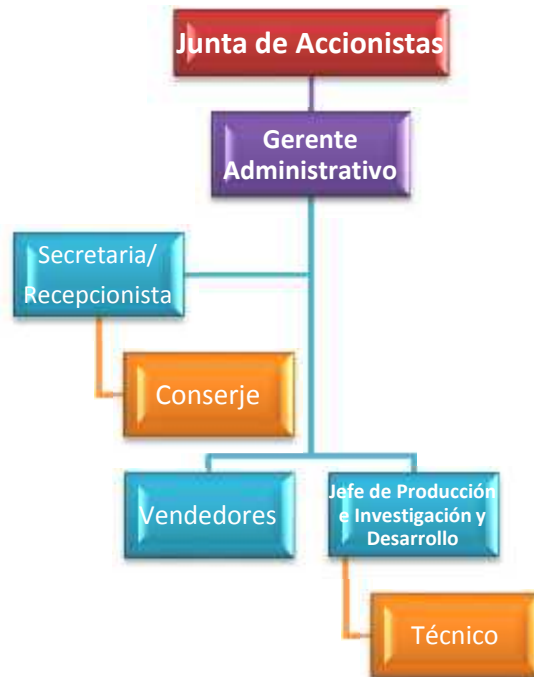 Junta de Accionistas
Gerente
Administrativo
Secretaria/
Recepcionista
Conserje
Vendedores
Jefe de Producción
e Investigación y
Desarrollo
Técnico